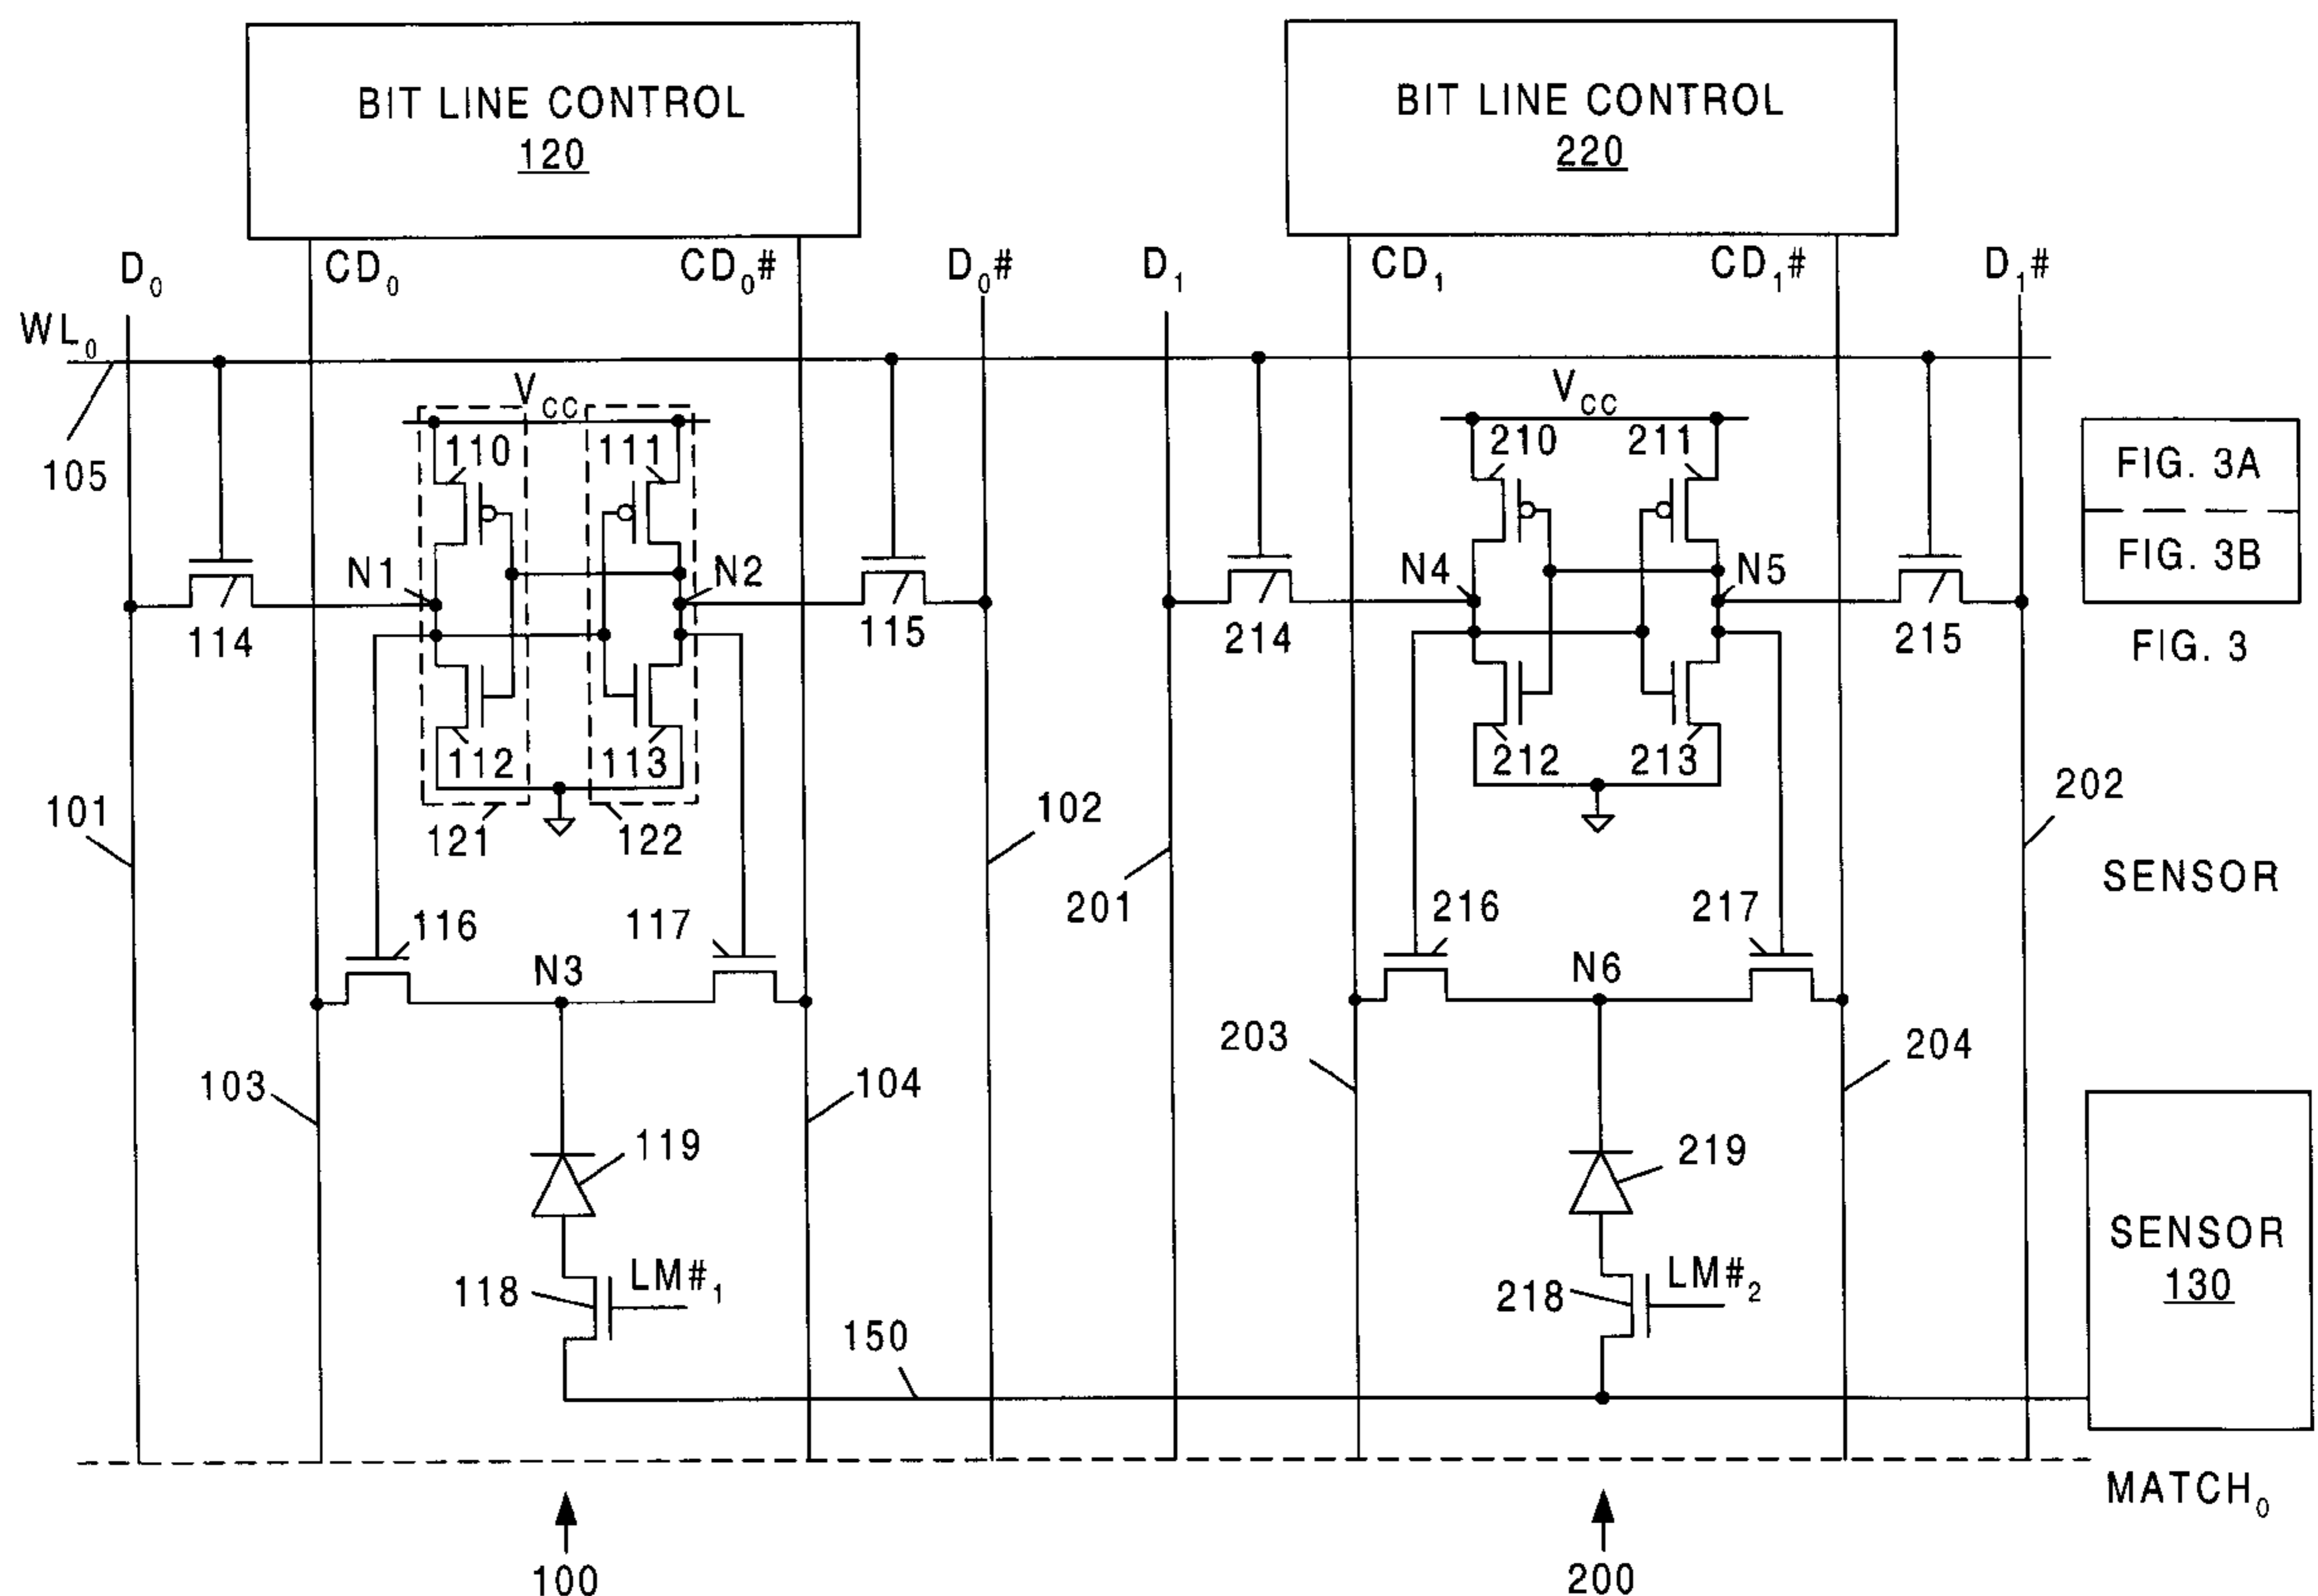 BIT LINE CONTROL
120
BIT LINE CONTROL
220
D₀
CD₀
CD₀#
D₀#
D₁
CD₁
CD₁#
D₁#
WL₀
105
V_CC
110
111
V_CC
210
211
FIG. 3A
FIG. 3B
FIG. 3
N1
N2
N4
N5
114
115
214
215
112
113
212
213
121
122
101
102
201
202
SENSOR
116
117
216
217
N3
N6
103
104
203
204
119
219
118
LM#₁
218
LM#₂
150
SENSOR
130
MATCH₀
100
200